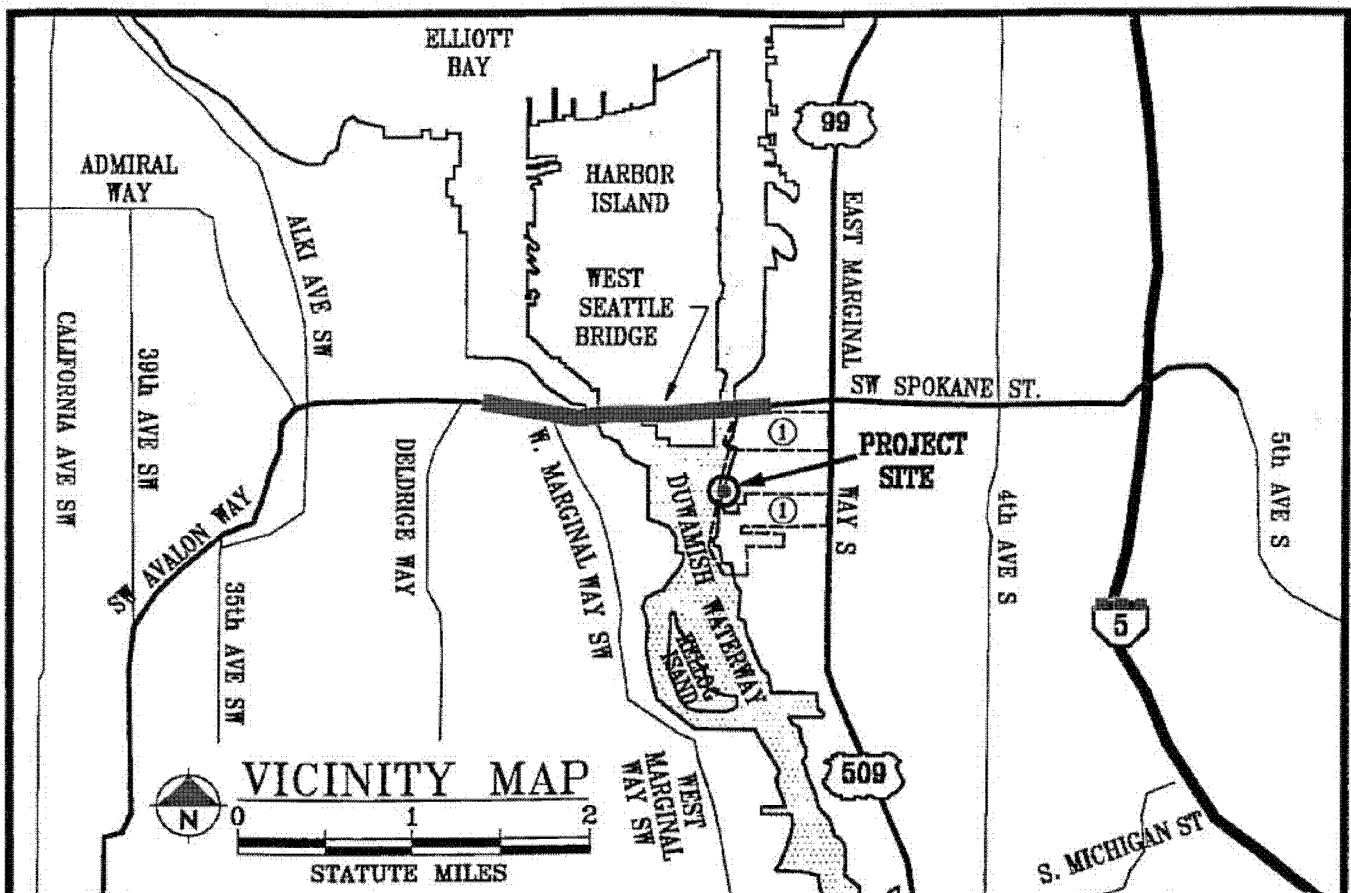 ELLIOTT
BAY
99
ADMIRAL
WAY
HARBOR
ISLAND
ALKI AVE SW
EAST MARGINAL
WAY S
WEST
SEATTLE
BRIDGE
CALIFORNIA AVE SW
39th AVE SW
SW SPOKANE ST.
1
PROJECT
SITE
1
DELDRIGE WAY
W. MARGINAL WAY SW
DUWAMISH WATERWAY
4th AVE S
5th AVE S
SW AVALON WAY
35th AVE SW
KELLOG
ISLAND
5
VICINITY MAP
N
0 1 2
STATUTE MILES
WEST
MARGINAL
WAY SW
509
S. MICHIGAN ST